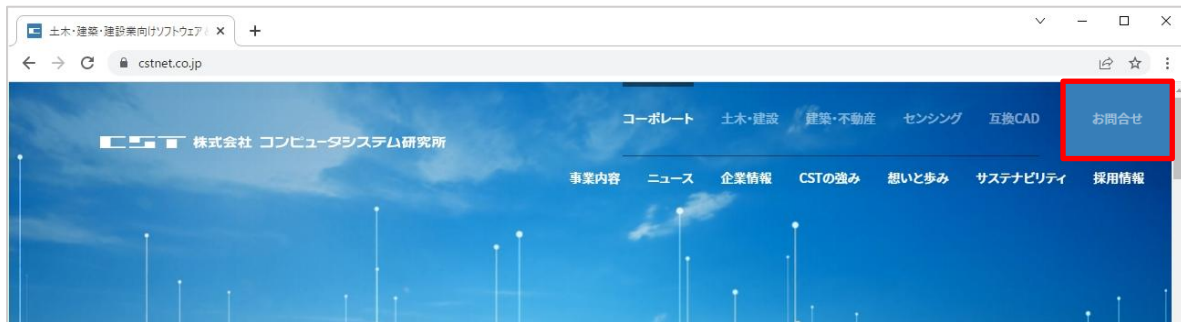 土木・建築・建設業向けソフトウェア
cstnet.co.jp
コーポレート 土木・建設 建築・不動産 センシング 互換CAD お問合せ
CST 株式会社 コンピュータシステム研究所
事業内容 ニュース 企業情報 CSTの強み 想いと歩み サステナビリティ 採用情報